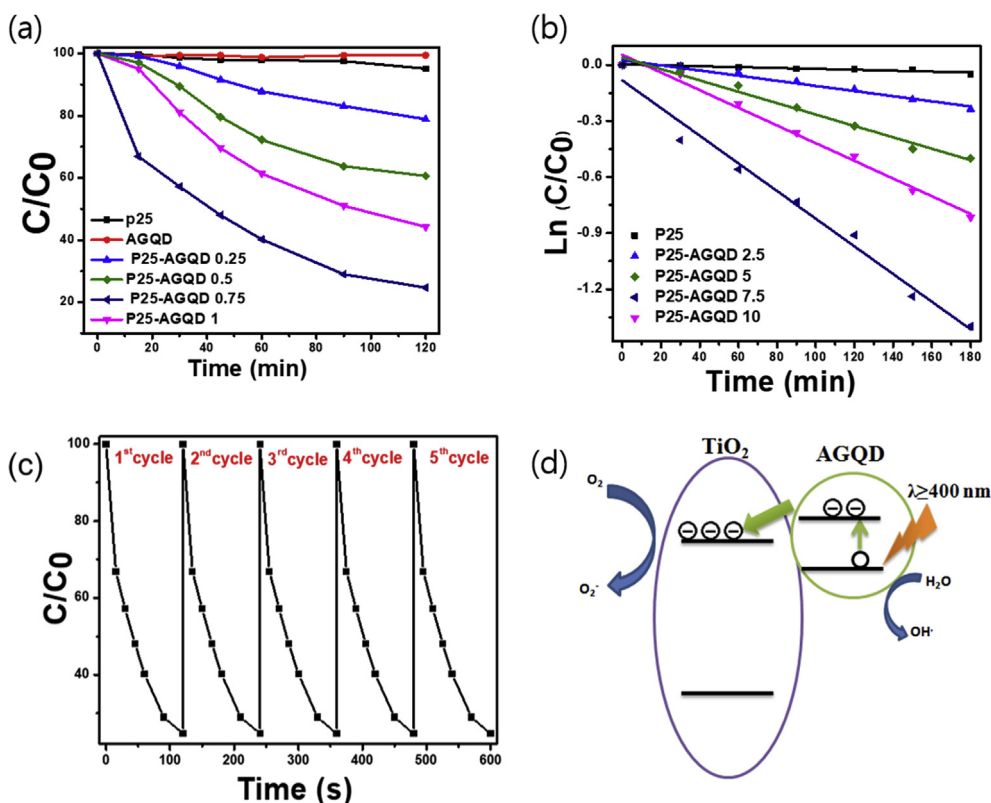 (a)
100
80
60
40
20
C/C0
p25
AGQD
P25-AGQD 0.25
P25-AGQD 0.5
P25-AGQD 0.75
P25-AGQD 1
0 20 40 60 80 100 120
Time (min)
(b)
0.0
-0.3
-0.6
-0.9
-1.2
Ln (C/C0)
P25
P25-AGQD 2.5
P25-AGQD 5
P25-AGQD 7.5
P25-AGQD 10
0 20 40 60 80 100 120 140 160 180
Time (min)
(c)
100
80
60
40
C/C0
1st cycle 2nd cycle 3rd cycle 4th cycle 5th cycle
0 100 200 300 400 500 600
Time (s)
(d)
TiO2
AGQD
λ≥400 nm
O2
O2-
H2O
OH·